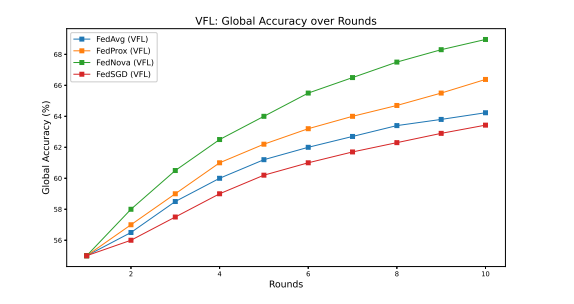 VFL: Global Accuracy over Rounds
FedAvg (VFL)
FedProx (VFL)
FedNova (VFL)
FedSGD (VFL)
Global Accuracy (%)
68
66
64
62
60
58
56
2 4 6 8 10
Rounds